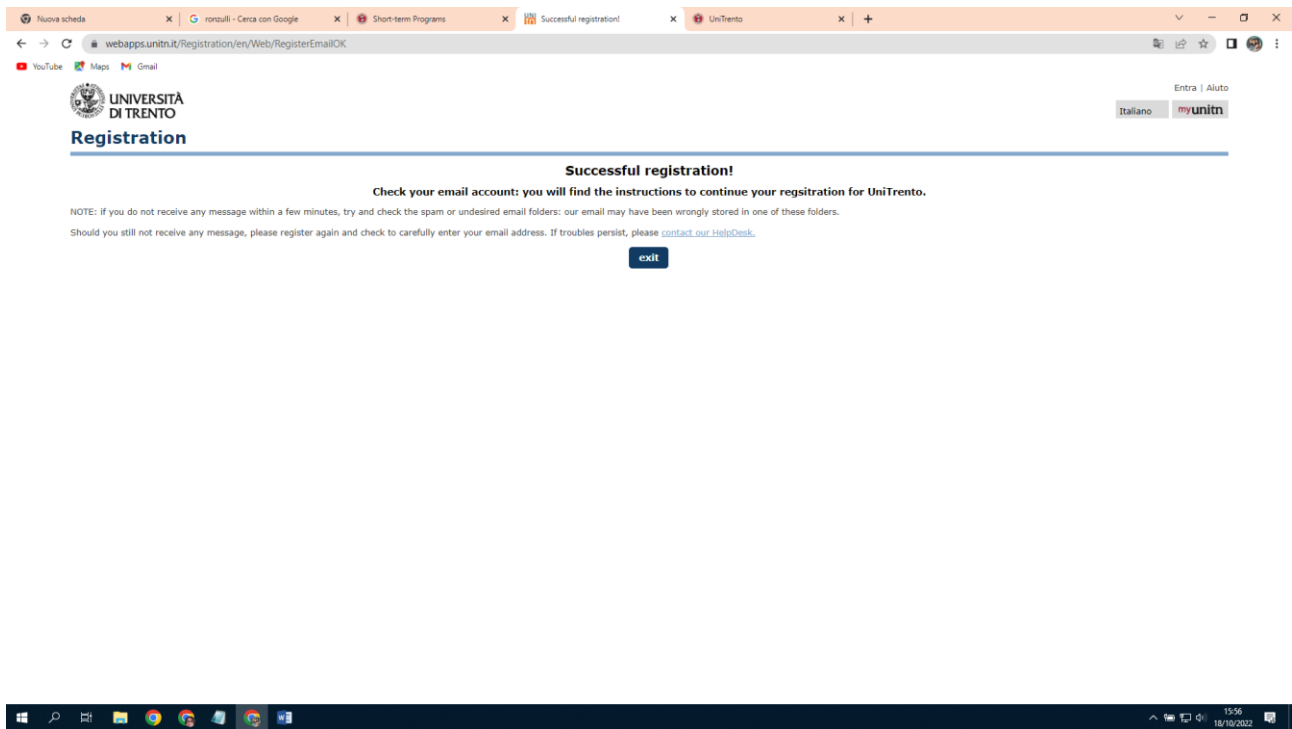 Nuova scheda
ronzulli - Cerca con Google
Short-term Programs
Successful registration!
UniTrento
webapps.unitn.it/Registration/en/Web/RegisterEmailOK
YouTube Maps Gmail
Entra | Aiuto
UNIVERSITÀ
DI TRENTO
Italiano myunitn
Registration
Successful registration!
Check your email account: you will find the instructions to continue your regsitration for UniTrento.
NOTE: if you do not receive any message within a few minutes, try and check the spam or undesired email folders: our email may have been wrongly stored in one of these folders.
Should you still not receive any message, please register again and check to carefully enter your email address. If troubles persist, please contact our HelpDesk.
exit
15:56
18/10/2022